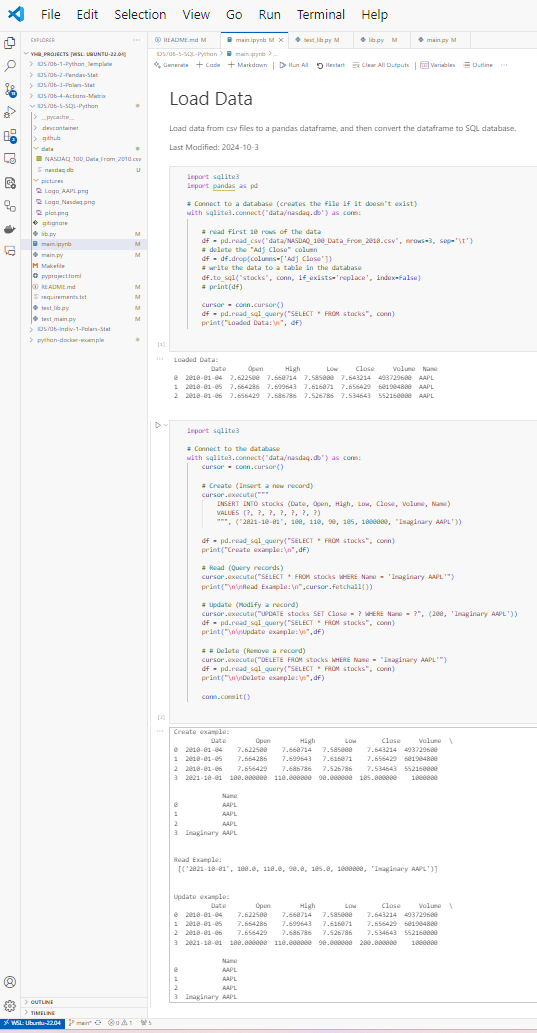 File Edit Selection View Go Run Terminal Help
EXPLORER
YHB_PROJECTS [WSL: UBUNTU-22.04]
IDS706-1-Python_Template
IDS706-2-Pandas-Stat
IDS706-3-Polars-Stat
IDS706-4-Actions-Matrix
IDS706-5-SQL-Python
__pycache__
.devcontainer
.github
data
NASDAQ_100_Data_From_2010.csv
nasdaq.db U
pictures
Logo_AAPL.png
Logo_Nasdaq.png
plot.png
.gitignore
lib.py M
main.ipynb M
main.py M
Makefile
pyproject.toml
README.md M
requirements.txt M
test_lib.py M
test_main.py M
IDS706-Indiv-1-Polars-Stat
python-docker-example
OUTLINE
TIMELINE
README.md M main.ipynb M test_lib.py M lib.py M main.py M
IDS706-5-SQL-Python > main.ipynb > ...
Generate + Code + Markdown Run All Restart Clear All Outputs Variables Outline ...
Load Data
Load data from csv files to a pandas dataframe, and then convert the dataframe to SQL database.
Last Modified: 2024-10-3
import sqlite3
import pandas as pd
# Connect to a database (creates the file if it doesn't exist)
with sqlite3.connect('data/nasdaq.db') as conn:
# read first 10 rows of the data
df = pd.read_csv('data/NASDAQ_100_Data_From_2010.csv', nrows=3, sep='\t')
# delete the "Adj Close" column
df = df.drop(columns=['Adj Close'])
# write the data to a table in the database
df.to_sql('stocks', conn, if_exists='replace', index=False)
# print(df)
cursor = conn.cursor()
df = pd.read_sql_query("SELECT * FROM stocks", conn)
print("Loaded Data:\n", df)
[1]
Loaded Data:
Date Open High Low Close Volume Name
0 2010-01-04 7.622500 7.660714 7.585000 7.643214 493729600 AAPL
1 2010-01-05 7.664286 7.699643 7.616071 7.656429 601904800 AAPL
2 2010-01-06 7.656429 7.686786 7.526786 7.534643 552160000 AAPL
import sqlite3
# Connect to the database
with sqlite3.connect('data/nasdaq.db') as conn:
cursor = conn.cursor()
# Create (Insert a new record)
cursor.execute("""
INSERT INTO stocks (Date, Open, High, Low, Close, Volume, Name)
VALUES (?, ?, ?, ?, ?, ?, ?)
""", ('2021-10-01', 100, 110, 90, 105, 1000000, 'Imaginary AAPL'))
df = pd.read_sql_query("SELECT * FROM stocks", conn)
print("Create example:\n",df)
# Read (Query records)
cursor.execute("SELECT * FROM stocks WHERE Name = 'Imaginary AAPL'")
print("\n\nRead Example:\n",cursor.fetchall())
# Update (Modify a record)
cursor.execute("UPDATE stocks SET Close = ? WHERE Name = ?", (200, 'Imaginary AAPL'))
df = pd.read_sql_query("SELECT * FROM stocks", conn)
print("\n\nUpdate example:\n",df)
# # Delete (Remove a record)
cursor.execute("DELETE FROM stocks WHERE Name = 'Imaginary AAPL'")
df = pd.read_sql_query("SELECT * FROM stocks", conn)
print("\n\nDelete example:\n",df)
conn.commit()
[2]
Create example:
Date Open High Low Close Volume \
0 2010-01-04 7.622500 7.660714 7.585000 7.643214 493729600
1 2010-01-05 7.664286 7.699643 7.616071 7.656429 601904800
2 2010-01-06 7.656429 7.686786 7.526786 7.534643 552160000
3 2021-10-01 100.000000 110.000000 90.000000 105.000000 1000000
Name
0 AAPL
1 AAPL
2 AAPL
3 Imaginary AAPL
Read Example:
[('2021-10-01', 100.0, 110.0, 90.0, 105.0, 1000000, 'Imaginary AAPL')]
Update example:
Date Open High Low Close Volume \
0 2010-01-04 7.622500 7.660714 7.585000 7.643214 493729600
1 2010-01-05 7.664286 7.699643 7.616071 7.656429 601904800
2 2010-01-06 7.656429 7.686786 7.526786 7.534643 552160000
3 2021-10-01 100.000000 110.000000 90.000000 200.000000 1000000
Name
0 AAPL
1 AAPL
2 AAPL
3 Imaginary AAPL
WSL: Ubuntu-22.04 main* 0 1 5